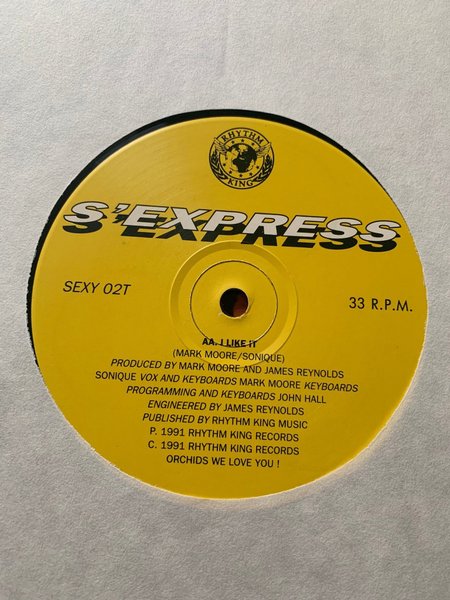 RHYTHM
KING
S'EXPRESS
S'EXPRESS
SEXY 02T
33 R.P.M.
AA. I LIKE IT
(MARK MOORE/SONIQUE)
PRODUCED BY MARK MOORE AND JAMES REYNOLDS
SONIQUE VOX AND KEYBOARDS MARK MOORE KEYBOARDS
PROGRAMMING AND KEYBOARDS JOHN HALL
ENGINEERED BY JAMES REYNOLDS
PUBLISHED BY RHYTHM KING MUSIC
P. 1991 RHYTHM KING RECORDS
C. 1991 RHYTHM KING RECORDS
ORCHIDS WE LOVE YOU !